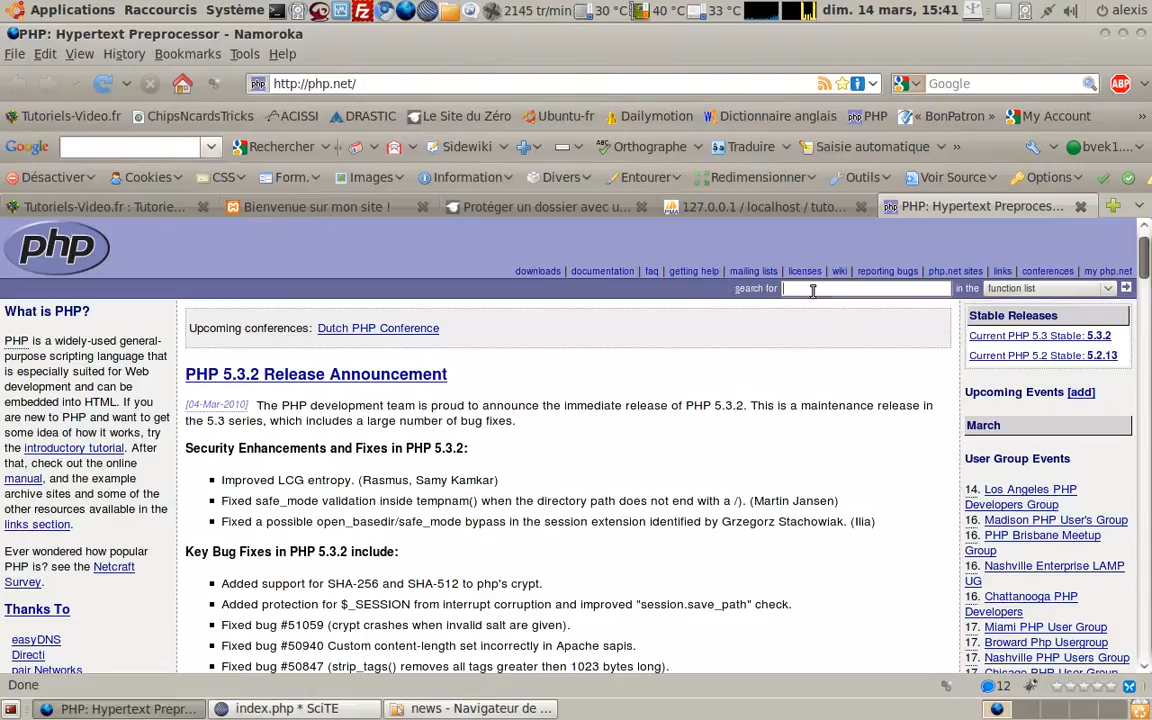 Applications Raccourcis Système 2145 tr/min 30 °C 40 °C 33 °C dim. 14 mars, 15:41 alexis
PHP: Hypertext Preprocessor - Namoroka
File Edit View History Bookmarks Tools Help
php http://php.net/ Google ABP
Tutoriels-Video.fr ChipsNcardsTricks ACISSI DRASTIC Le Site du Zéro Ubuntu-fr Dailymotion Dictionnaire anglais PHP « BonPatron » My Account »
Google Rechercher Sidewiki Orthographe Traduire Saisie automatique » bvek1...
Désactiver Cookies CSS Form. Images Information Divers Entourer Redimensionner Outils Voir Source Options
Tutoriels-Video.fr : Tutorie... Bienvenue sur mon site ! Protéger un dossier avec u... 127.0.0.1 / localhost / tuto... PHP: Hypertext Preproces...
php
downloads | documentation | faq | getting help | mailing lists | licenses | wiki | reporting bugs | php.net sites | links | conferences | my php.net
search for in the function list
What is PHP?
PHP is a widely-used general-
purpose scripting language that
is especially suited for Web
development and can be
embedded into HTML. If you
are new to PHP and want to get
some idea of how it works, try
the introductory tutorial. After
that, check out the online
manual, and the example
archive sites and some of the
other resources available in the
links section.
Ever wondered how popular
PHP is? see the Netcraft
Survey.
Thanks To
easyDNS
Directi
pair Networks
Upcoming conferences: Dutch PHP Conference
PHP 5.3.2 Release Announcement
[04-Mar-2010] The PHP development team is proud to announce the immediate release of PHP 5.3.2. This is a maintenance release in
the 5.3 series, which includes a large number of bug fixes.
Security Enhancements and Fixes in PHP 5.3.2:
Improved LCG entropy. (Rasmus, Samy Kamkar)
Fixed safe_mode validation inside tempnam() when the directory path does not end with a /). (Martin Jansen)
Fixed a possible open_basedir/safe_mode bypass in the session extension identified by Grzegorz Stachowiak. (Ilia)
Key Bug Fixes in PHP 5.3.2 include:
Added support for SHA-256 and SHA-512 to php's crypt.
Added protection for $_SESSION from interrupt corruption and improved "session.save_path" check.
Fixed bug #51059 (crypt crashes when invalid salt are given).
Fixed bug #50940 Custom content-length set incorrectly in Apache sapis.
Fixed bug #50847 (strip_tags() removes all tags greater then 1023 bytes long).
Stable Releases
Current PHP 5.3 Stable: 5.3.2
Current PHP 5.2 Stable: 5.2.13
Upcoming Events [add]
March
User Group Events
14. Los Angeles PHP
Developers Group
16. Madison PHP User's Group
16. PHP Brisbane Meetup
Group
16. Nashville Enterprise LAMP
UG
16. Chattanooga PHP
Developers
17. Miami PHP User Group
17. Broward Php Usergroup
17. Nashville PHP Users Group
17. Chicago PHP User Group
Done 12
PHP: Hypertext Prepr... index.php * SciTE news - Navigateur de ...